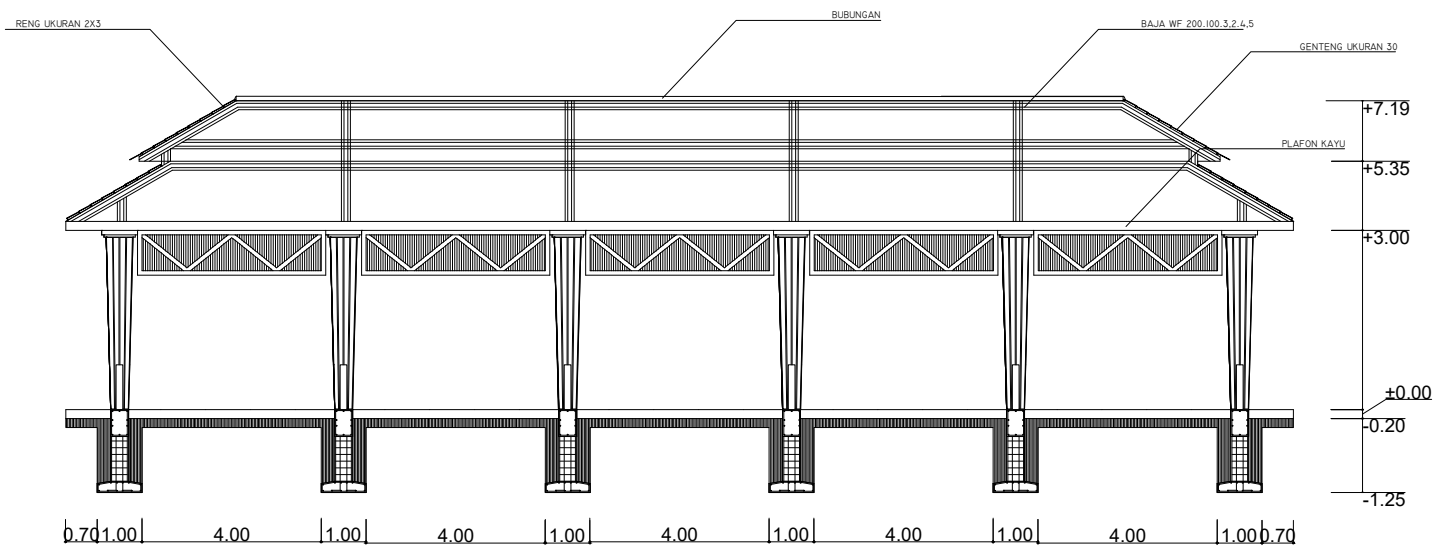 BUBUNGAN
RENG UKURAN 2X3
BAJA WF 200.100.3,2.4,5
GENTENG UKURAN 30
+7.19
PLAFON KAYU
+5.35
+3.00
±0.00
-0.20
-1.25
0.70 1.00 4.00 1.00 4.00 1.00 4.00 1.00 4.00 1.00 4.00 1.00 0.70